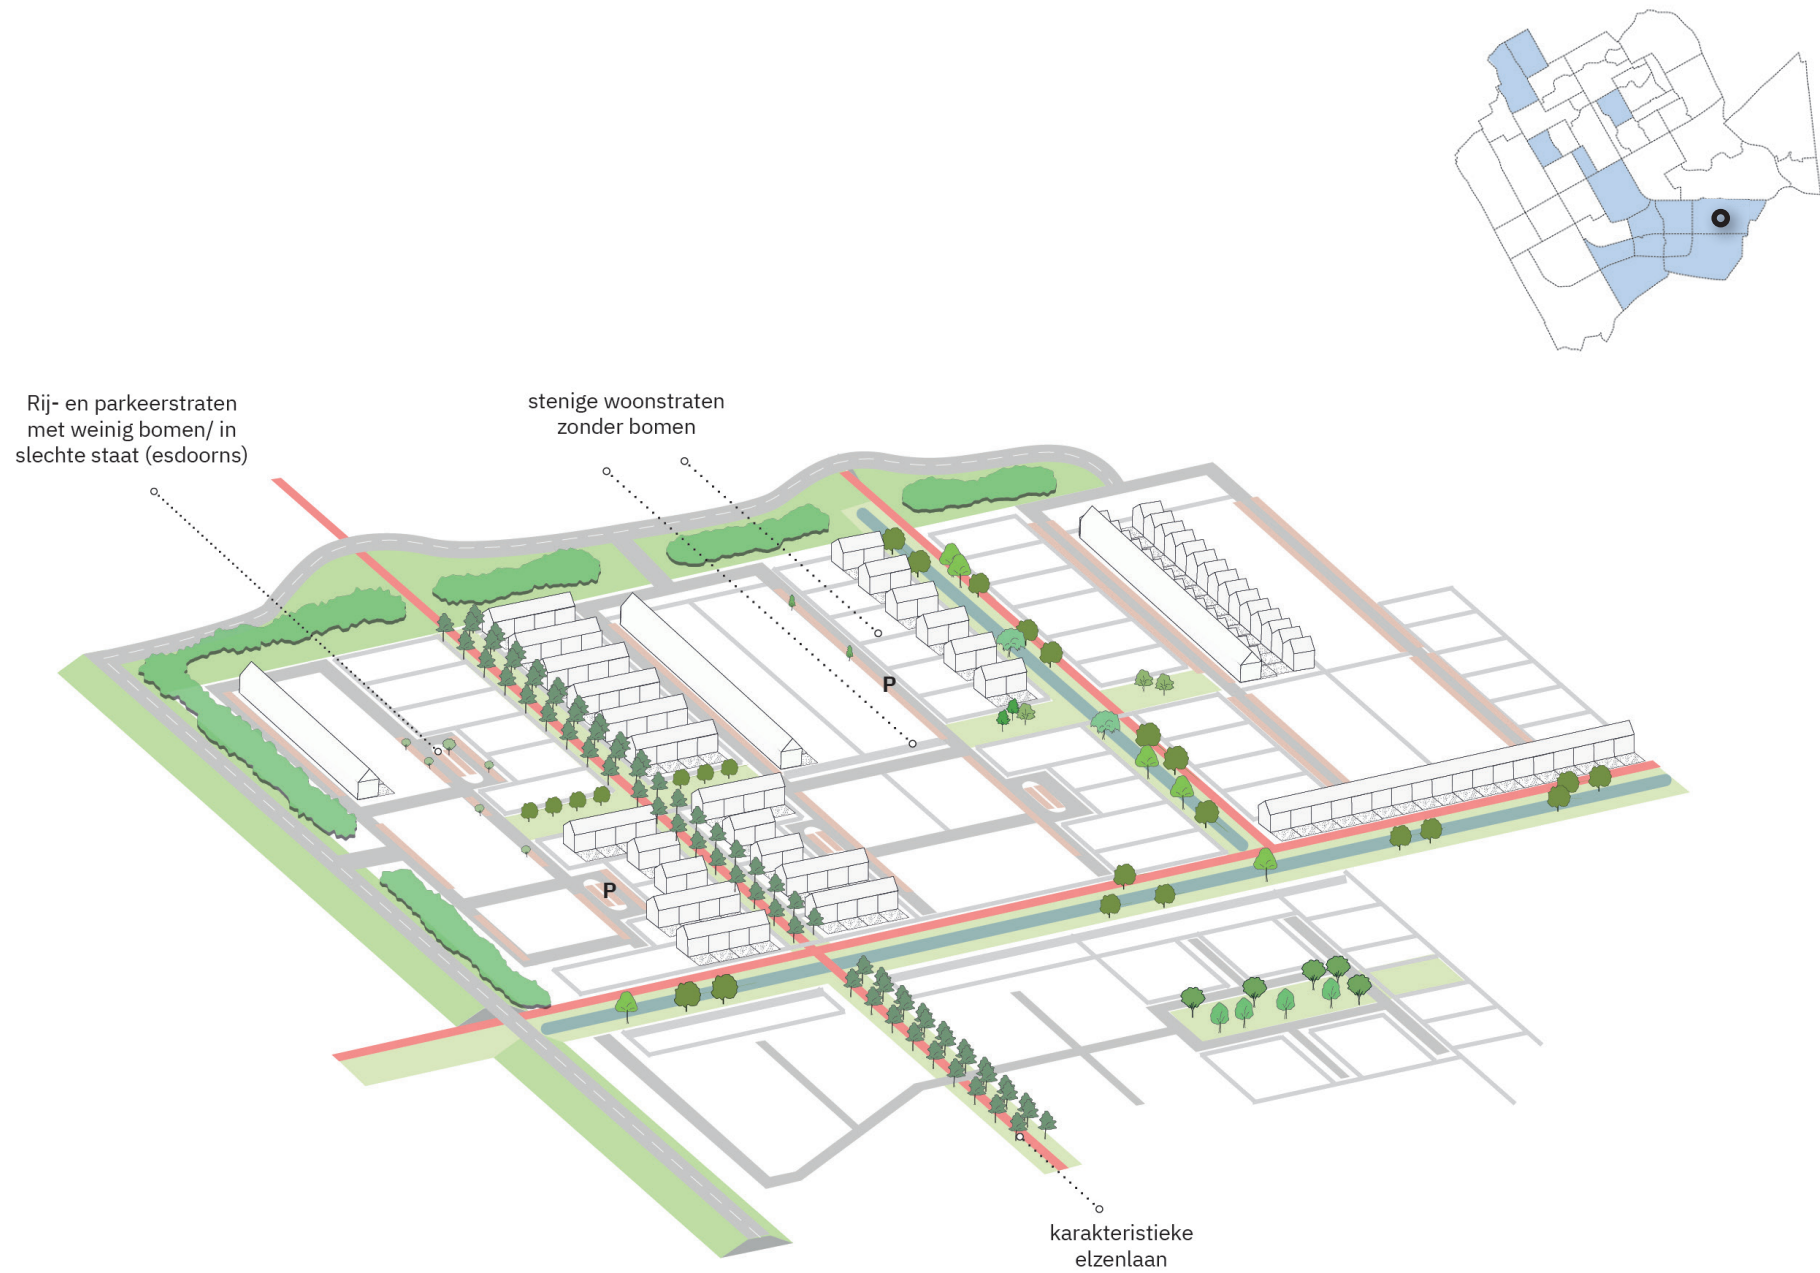 Rij- en parkeerstraten
met weinig bomen/ in
slechte staat (esdoorns)
stenige woonstraten
zonder bomen
P
P
karakteristieke
elzenlaan